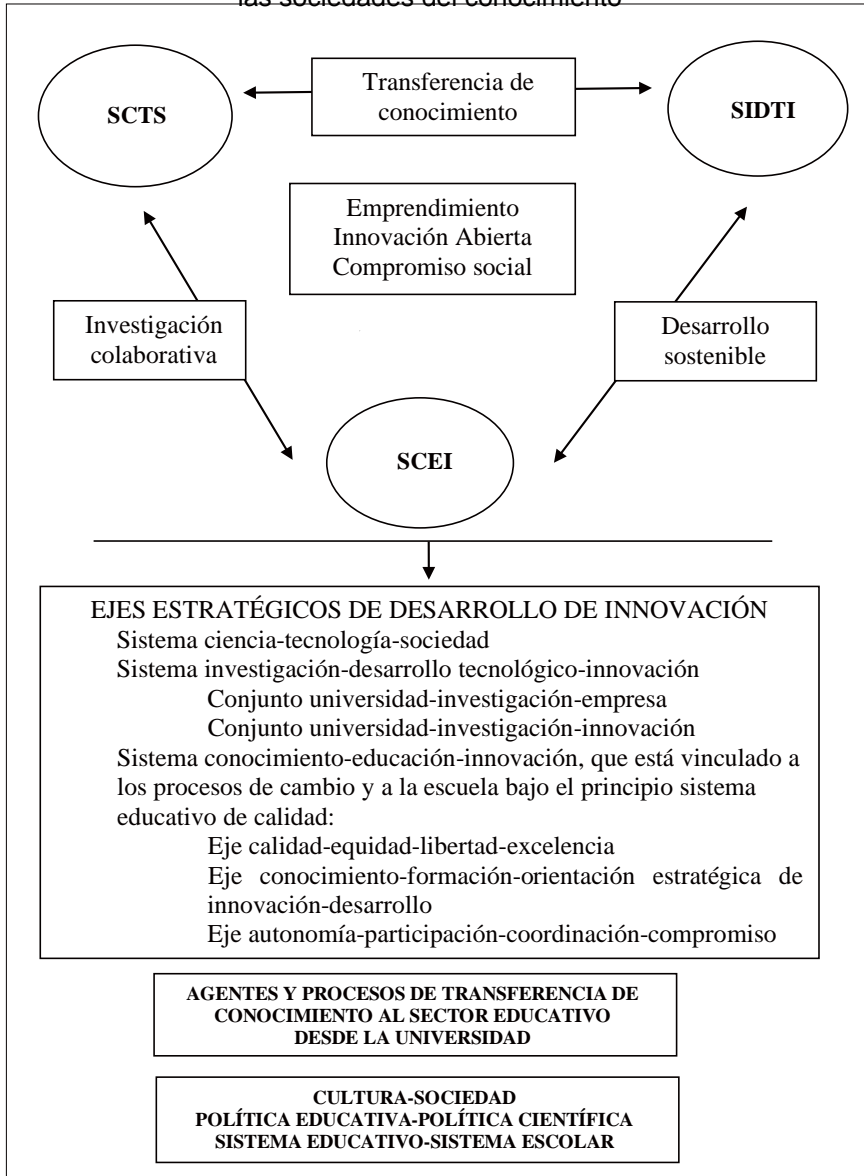 las sociedades del conocimiento
SCTS
Transferencia de
conocimiento
SIDTI
Emprendimiento
Innovación Abierta
Compromiso social
Investigación
colaborativa
Desarrollo
sostenible
SCEI
EJES ESTRATÉGICOS DE DESARROLLO DE INNOVACIÓN
Sistema ciencia-tecnología-sociedad
Sistema investigación-desarrollo tecnológico-innovación
Conjunto universidad-investigación-empresa
Conjunto universidad-investigación-innovación
Sistema conocimiento-educación-innovación, que está vinculado a
los procesos de cambio y a la escuela bajo el principio sistema
educativo de calidad:
Eje calidad-equidad-libertad-excelencia
Eje conocimiento-formación-orientación estratégica de
innovación-desarrollo
Eje autonomía-participación-coordinación-compromiso
AGENTES Y PROCESOS DE TRANSFERENCIA DE
CONOCIMIENTO AL SECTOR EDUCATIVO
DESDE LA UNIVERSIDAD
CULTURA-SOCIEDAD
POLÍTICA EDUCATIVA-POLÍTICA CIENTÍFICA
SISTEMA EDUCATIVO-SISTEMA ESCOLAR